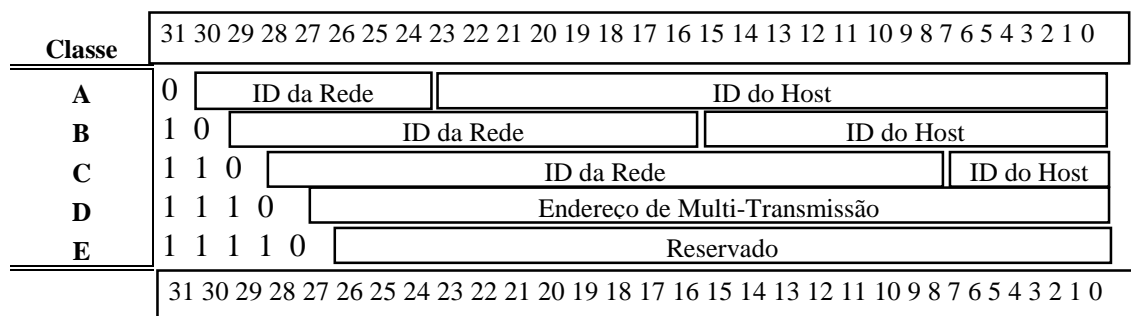 Classe 31 30 29 28 27 26 25 24 23 22 21 20 19 18 17 16 15 14 13 12 11 10 9 8 7 6 5 4 3 2 1 0
A 0 ID da Rede ID do Host
B 1 0 ID da Rede ID do Host
C 1 1 0 ID da Rede ID do Host
D 1 1 1 0 Endereço de Multi-Transmissão
E 1 1 1 1 0 Reservado
31 30 29 28 27 26 25 24 23 22 21 20 19 18 17 16 15 14 13 12 11 10 9 8 7 6 5 4 3 2 1 0